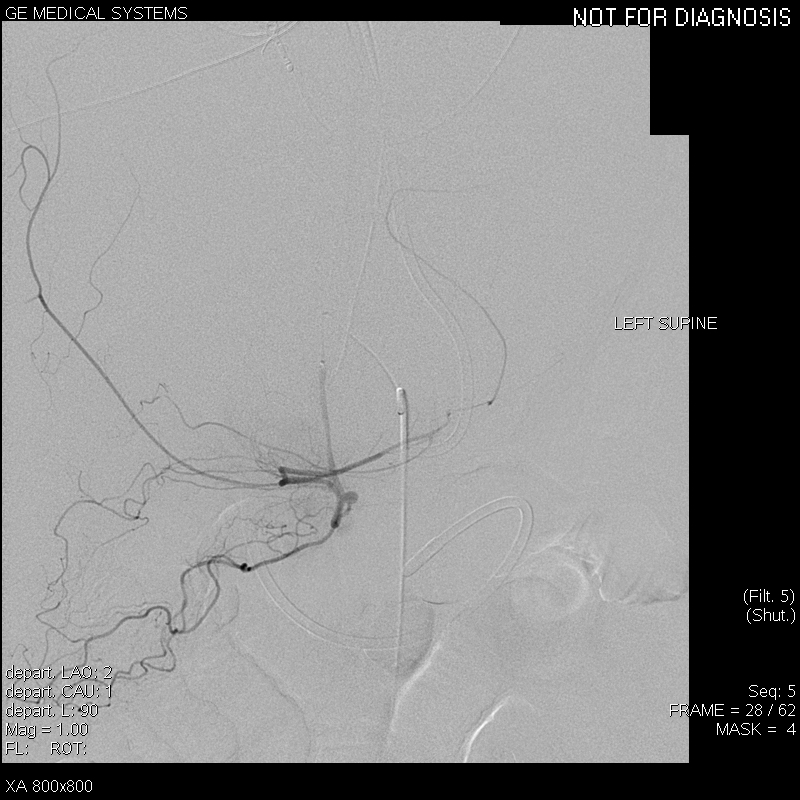 GE MEDICAL SYSTEMS
NOT FOR DIAGNOSIS
LEFT SUPINE
(Filt. 5)
(Shut.)
depart. LAO: 2
depart. CAU: 1
depart. L: 90
Mag = 1.00
FL: ROT:
Seq: 5
FRAME = 28 / 62
MASK = 4
XA 800x800